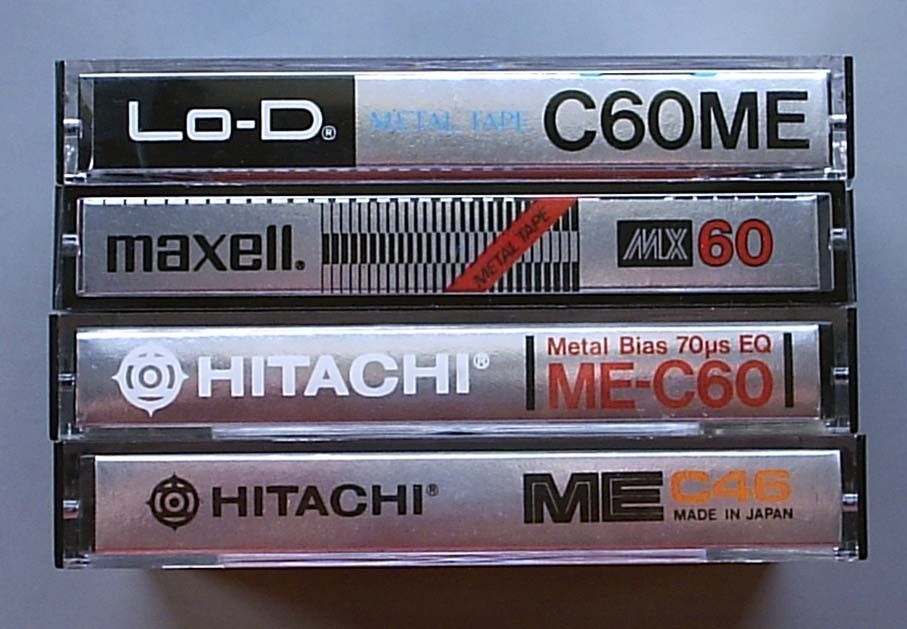 Lo-D® METAL TAPE C60ME
maxell. METAL TAPE MX 60
HITACHI® Metal Bias 70µs EQ
ME-C60
HITACHI® ME C46
MADE IN JAPAN